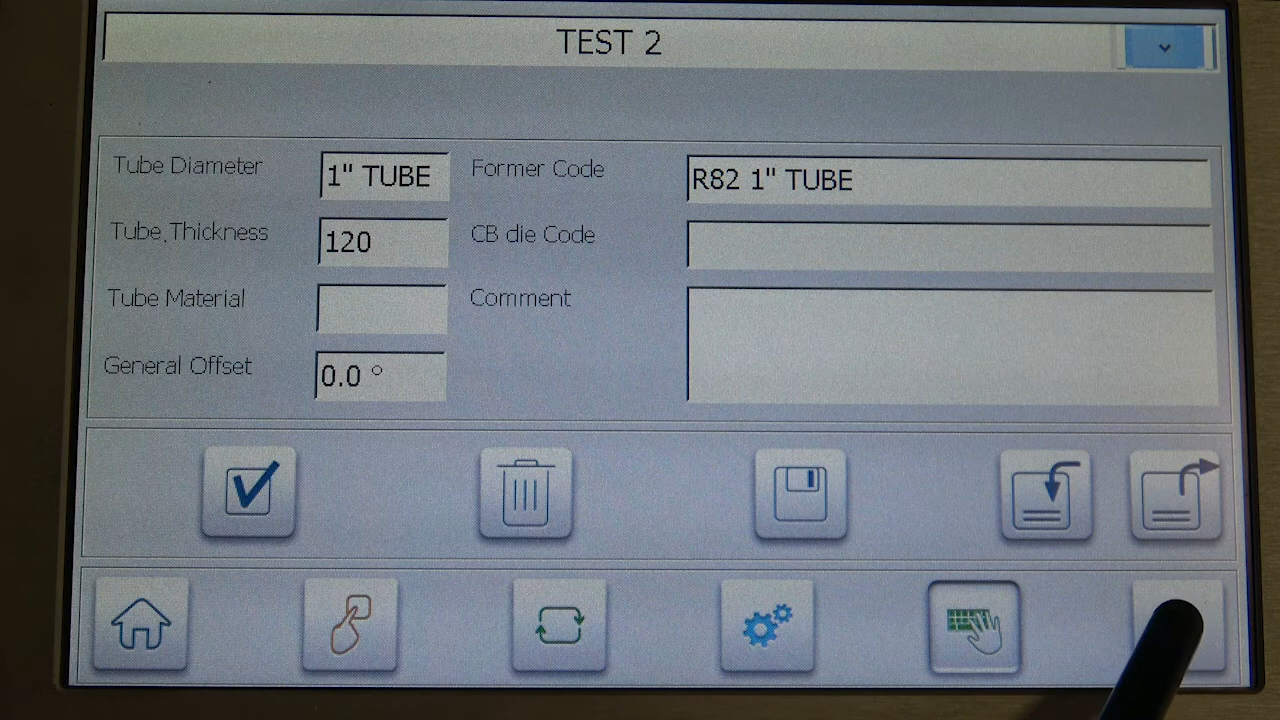 TEST 2
Tube Diameter 1" TUBE Former Code R82 1" TUBE
Tube Thickness 120 CB die Code
Tube Material Comment
General Offset 0.0 °